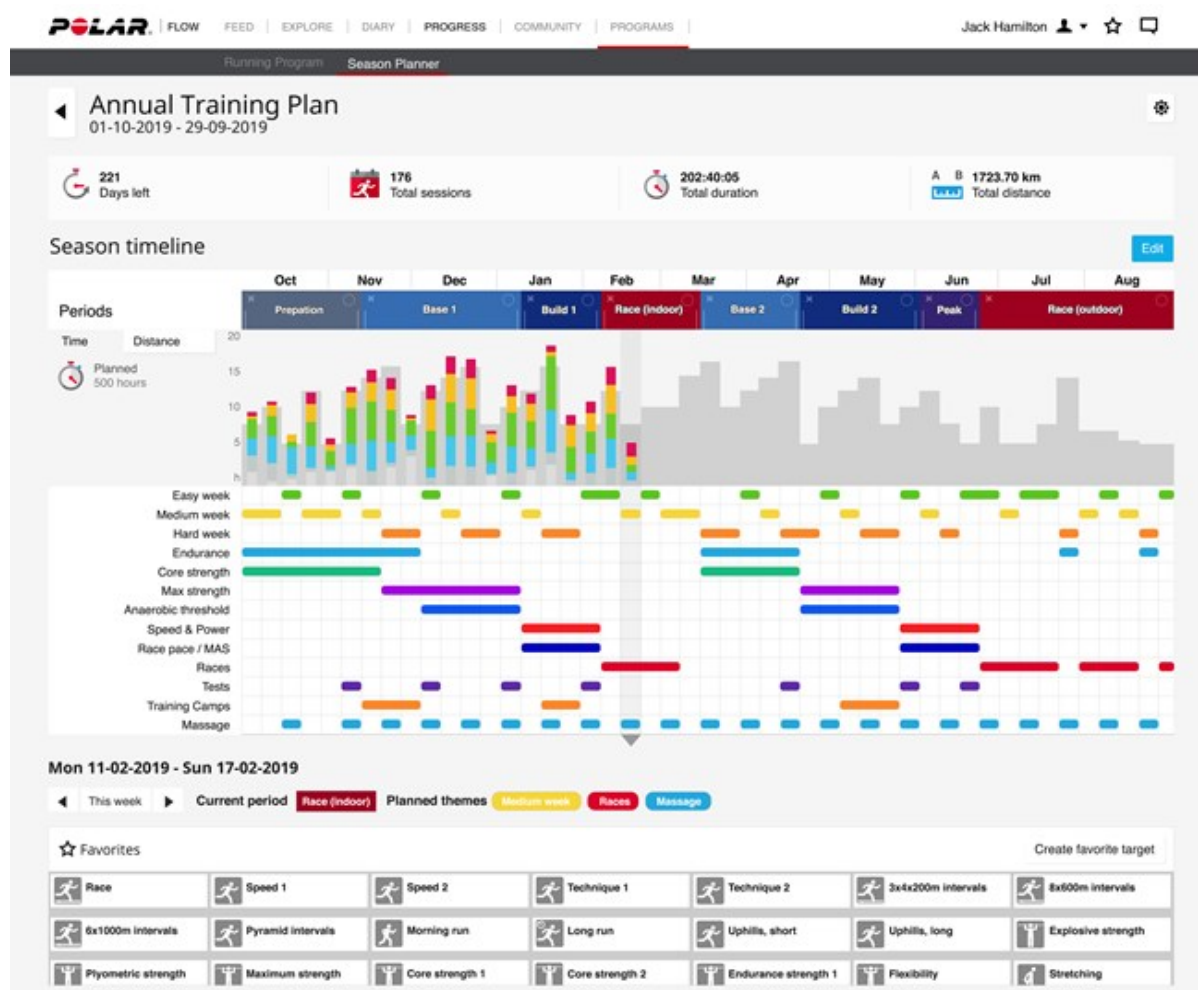 POLAR. FLOW FEED EXPLORE DIARY PROGRESS COMMUNITY PROGRAMS Jack Hamilton
Running Program Season Planner
Annual Training Plan
01-10-2019 - 29-09-2019
221
Days left
176
Total sessions
202:40:05
Total duration
A B 1723.70 km
Total distance
Season timeline
Edit
Oct Nov Dec Jan Feb Mar Apr May Jun Jul Aug
Periods
Prepation Base 1 Build 1 Race (indoor) Base 2 Build 2 Peak Race (outdoor)
Time Distance
Planned
500 hours
20
15
10
5
h
Easy week
Medium week
Hard week
Endurance
Core strength
Max strength
Anaerobic threshold
Speed & Power
Race pace / MAS
Races
Tests
Training Camps
Massage
Mon 11-02-2019 - Sun 17-02-2019
This week Current period Race (indoor) Planned themes Medium week Races Massage
Favorites Create favorite target
Race Speed 1 Speed 2 Technique 1 Technique 2 3x4x200m intervals 8x600m intervals
6x1000m intervals Pyramid intervals Morning run Long run Uphills, short Uphills, long Explosive strength
Plyometric strength Maximum strength Core strength 1 Core strength 2 Endurance strength 1 Flexibility Stretching